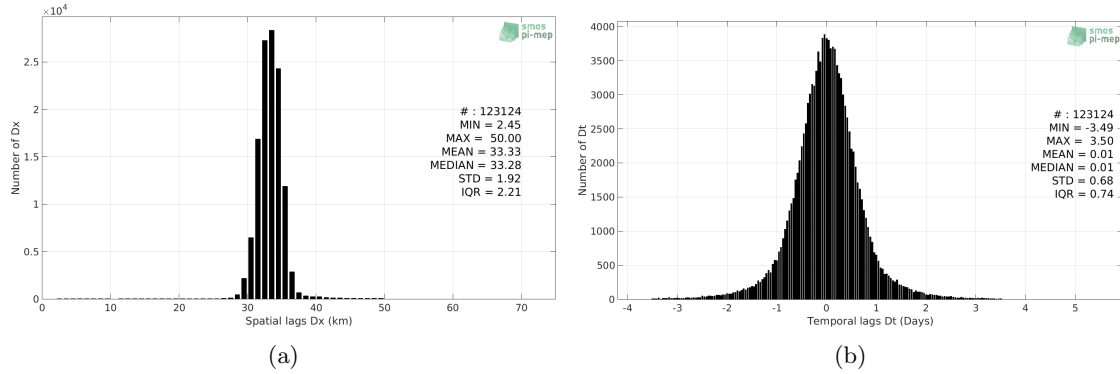 ×10⁴
2.5
2
1.5
1
0.5
0
Number of Dx
0 10 20 30 40 50 60 70
Spatial lags Dx (km)
smos
pi-mep
# : 123124
MIN = 2.45
MAX = 50.00
MEAN = 33.33
MEDIAN = 33.28
STD = 1.92
IQR = 2.21
(a)
4000
3500
3000
2500
2000
1500
1000
500
0
Number of Dt
-4 -3 -2 -1 0 1 2 3 4 5
Temporal lags Dt (Days)
smos
pi-mep
# : 123124
MIN = -3.49
MAX = 3.50
MEAN = 0.01
MEDIAN = 0.01
STD = 0.68
IQR = 0.74
(b)